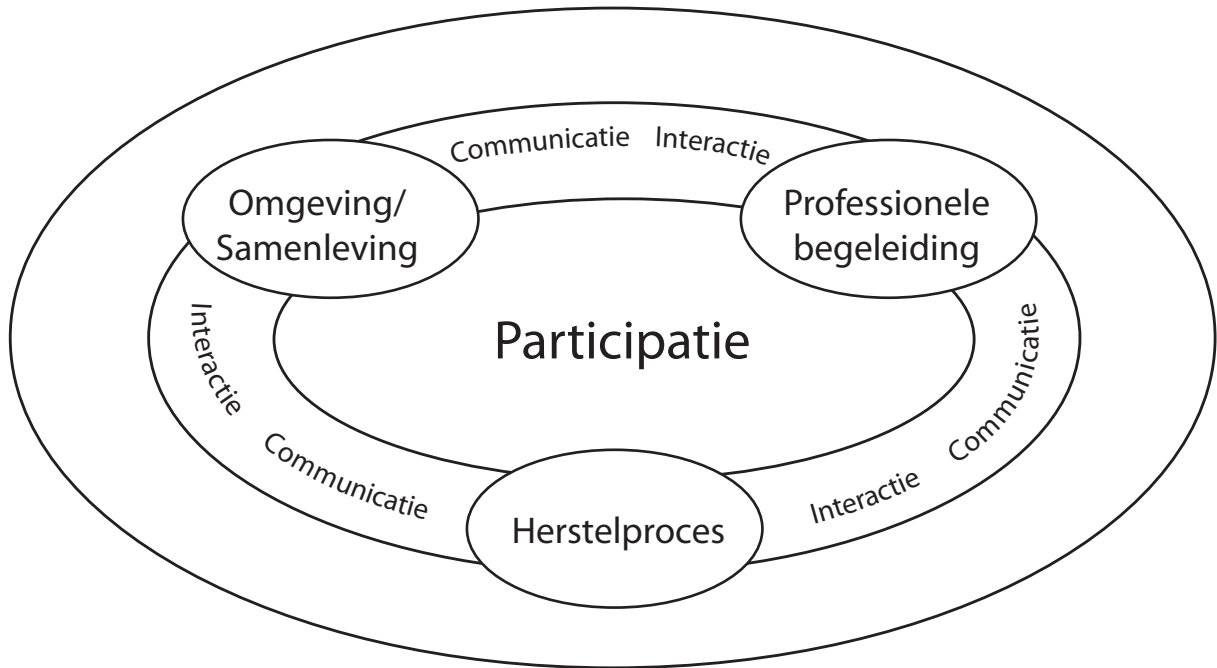 Communicatie Interactie
Omgeving/
Samenleving
Professionele
begeleiding
Participatie
Interactie
Communicatie
Communicatie
Interactie
Herstelproces